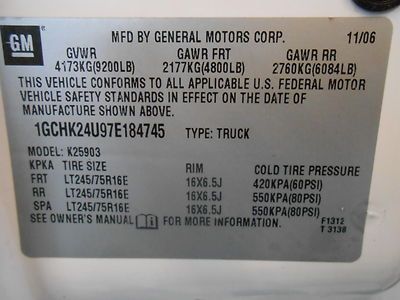 GM
MFD BY GENERAL MOTORS CORP. 11/06
GVWR GAWR FRT GAWR RR
4173KG(9200LB) 2177KG(4800LB) 2760KG(6084LB)
THIS VEHICLE CONFORMS TO ALL APPLICABLE U.S. FEDERAL MOTOR
VEHICLE SAFETY STANDARDS IN EFFECT ON THE DATE OF
MANUFACTURE SHOWN ABOVE.
1GCHK24U97E184745 TYPE: TRUCK
MODEL: K25903
KPKA TIRE SIZE RIM COLD TIRE PRESSURE
FRT LT245/75R16E 16X6.5J 420KPA(60PSI)
RR LT245/75R16E 16X6.5J 550KPA(80PSI)
SPA LT245/75R16E 16X6.5J 550KPA(80PSI)
SEE OWNER'S MANUAL FOR MORE INFORMATION. F1312
T 3138